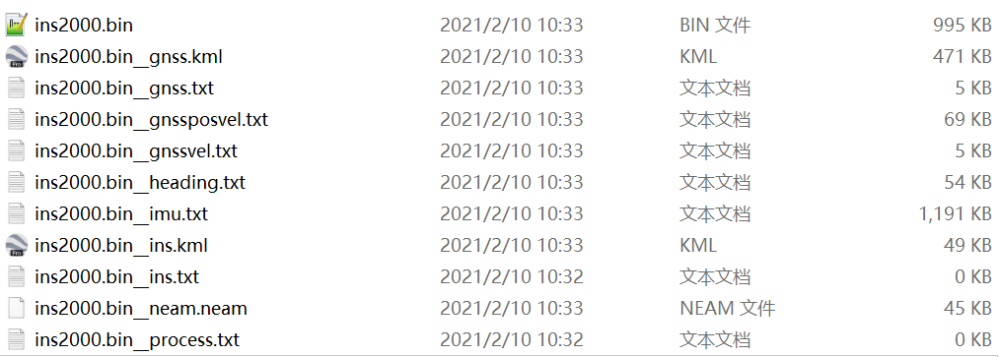 ins2000.bin 2021/2/10 10:33 BIN 文件 995 KB
ins2000.bin__gnss.kml 2021/2/10 10:33 KML 471 KB
ins2000.bin__gnss.txt 2021/2/10 10:33 文本文档 5 KB
ins2000.bin__gnssposvel.txt 2021/2/10 10:33 文本文档 69 KB
ins2000.bin__gnssvel.txt 2021/2/10 10:33 文本文档 5 KB
ins2000.bin__heading.txt 2021/2/10 10:33 文本文档 54 KB
ins2000.bin__imu.txt 2021/2/10 10:33 文本文档 1,191 KB
ins2000.bin__ins.kml 2021/2/10 10:33 KML 49 KB
ins2000.bin__ins.txt 2021/2/10 10:32 文本文档 0 KB
ins2000.bin__neam.neam 2021/2/10 10:33 NEAM 文件 45 KB
ins2000.bin__process.txt 2021/2/10 10:32 文本文档 0 KB